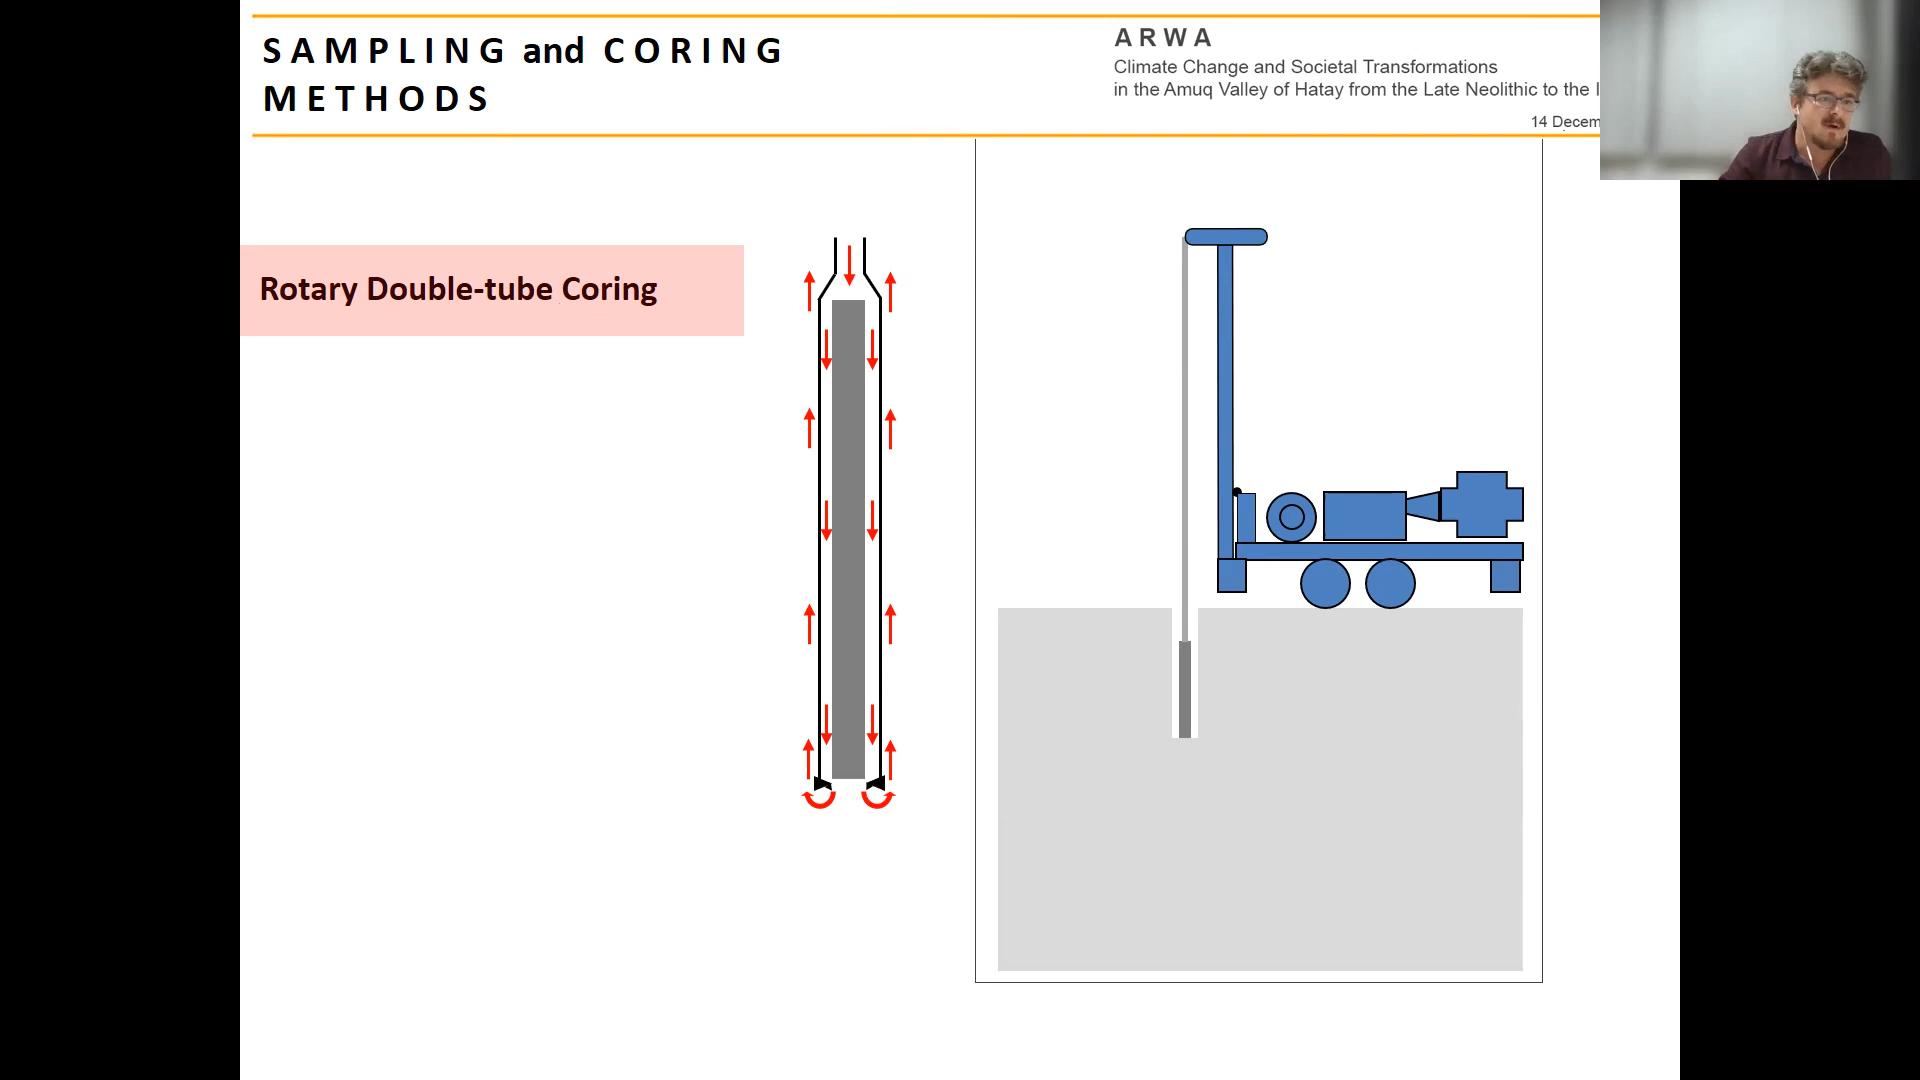 SAMPLING and CORING
METHODS
ARWA
Climate Change and Societal Transformations
in the Amuq Valley of Hatay from the Late Neolithic to the
14
Rotary Double-tube Coring